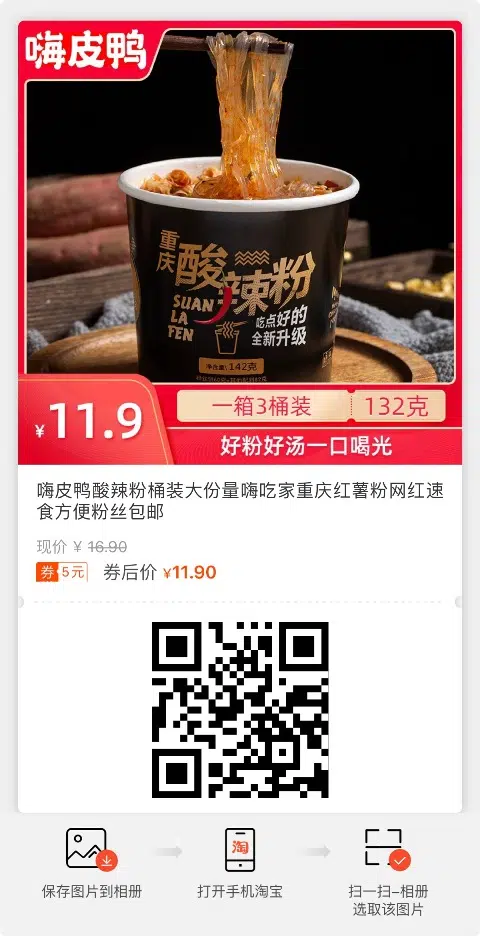 嗨皮鸭
重庆
酸辣粉
SUAN
LA
FEN
吃点好的
全新升级
净含量:142克
一箱3桶装
132克
¥11.9
好粉好汤一口喝光
嗨皮鸭酸辣粉桶装大份量嗨吃家重庆红薯粉网红速
食方便粉丝包邮
现价 ¥ 16.90
券 5元 券后价 ¥11.90
淘
保存图片到相册
打开手机淘宝
扫一扫-相册
选取该图片